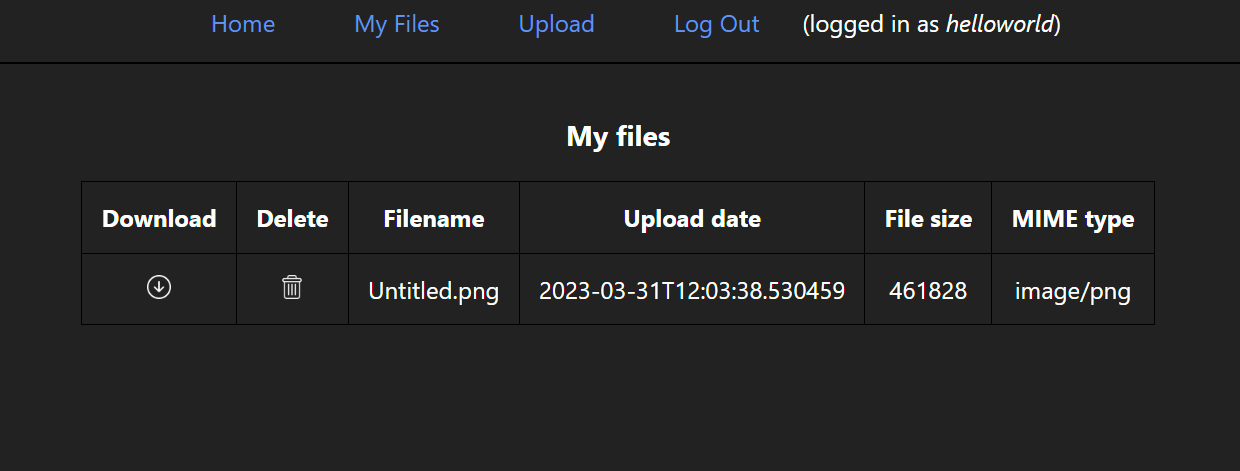 Home My Files Upload Log Out (logged in as helloworld)
My files
Download Delete Filename Upload date File size MIME type
Untitled.png 2023-03-31T12:03:38.530459 461828 image/png